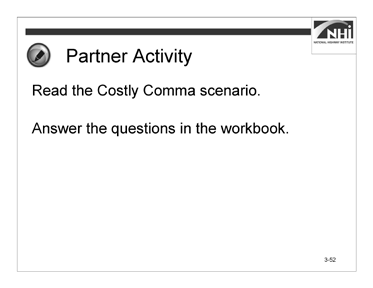 NHI
NATIONAL HIGHWAY INSTITUTE
Partner Activity
Read the Costly Comma scenario.
Answer the questions in the workbook.
3-52